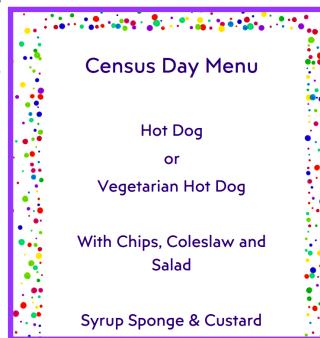 Census Day Menu
Hot Dog
or
Vegetarian Hot Dog
With Chips, Coleslaw and
Salad
Syrup Sponge & Custard